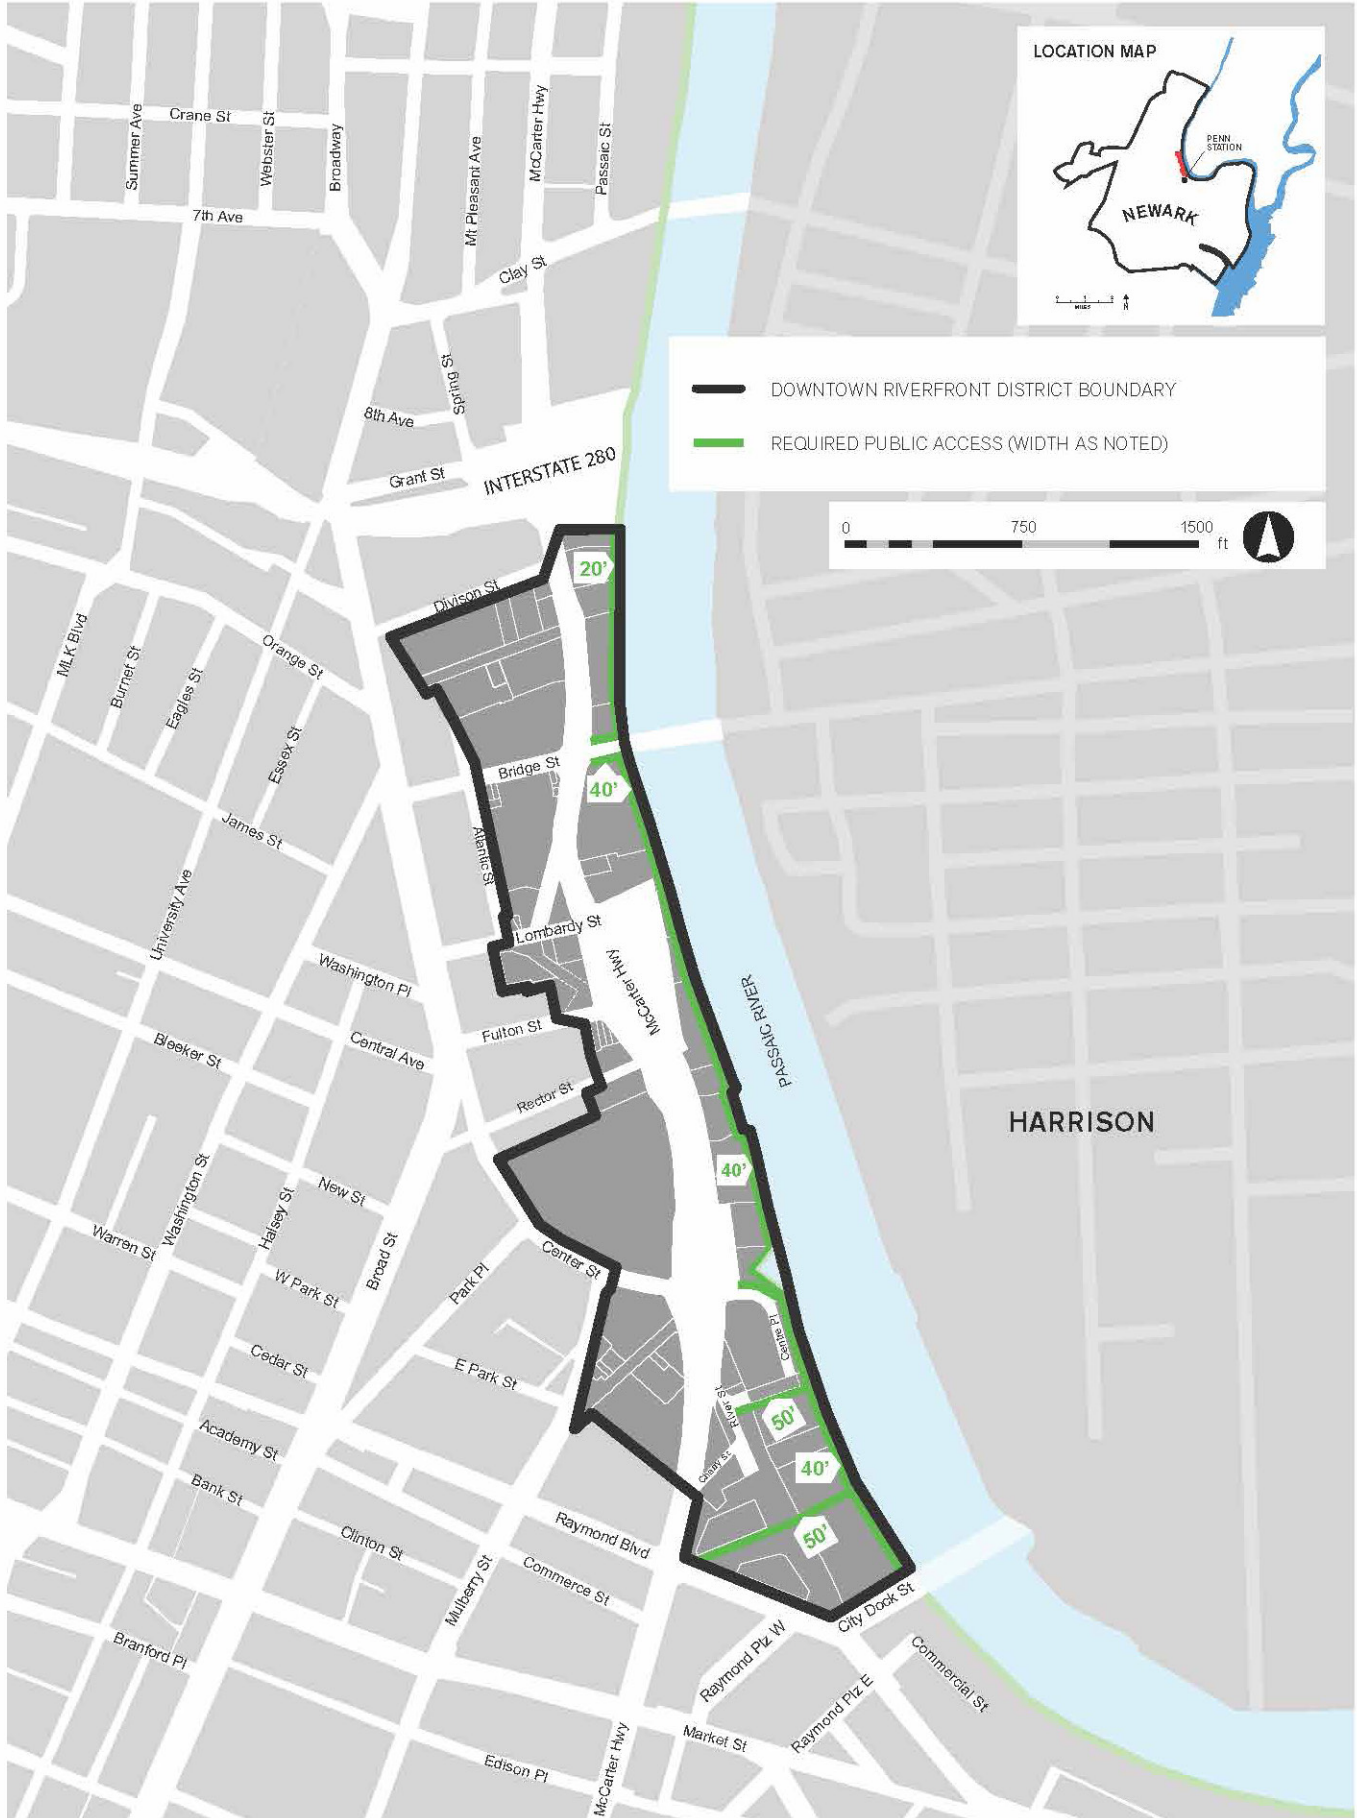 LOCATION MAP
PENN
STATION
NEWARK
0
MILES
N
DOWNTOWN RIVERFRONT DISTRICT BOUNDARY
REQUIRED PUBLIC ACCESS (WIDTH AS NOTED)
0 750 1500
ft
Crane St
Summer Ave
Webster St
Broadway
Mt Pleasant Ave
McCarter Hwy
Passaic St
7th Ave
Clay St
Spring St
8th Ave
Grant St
INTERSTATE 280
20'
Divison St
MLK Blvd
Burnet St
Eagles St
Orange St
Essex St
Bridge St
40'
James St
Atlantic St
University Ave
Lombardy St
Washington Pl
McCarter Hwy
PASSAIC RIVER
Fulton St
Central Ave
Bleeker St
Rector St
HARRISON
40'
New St
Washington St
Halsey St
Warren St
Center St
Broad St
Park Pl
W Park St
Centre Pl
Cedar St
E Park St
River St
50'
Academy St
Cherry St
40'
Bank St
Raymond Blvd
50'
Clinton St
Commerce St
Mulberry St
City Dock St
Branford Pl
Raymond Plz W
Commercial St
Raymond Plz E
Market St
Edison Pl
McCarter Hwy